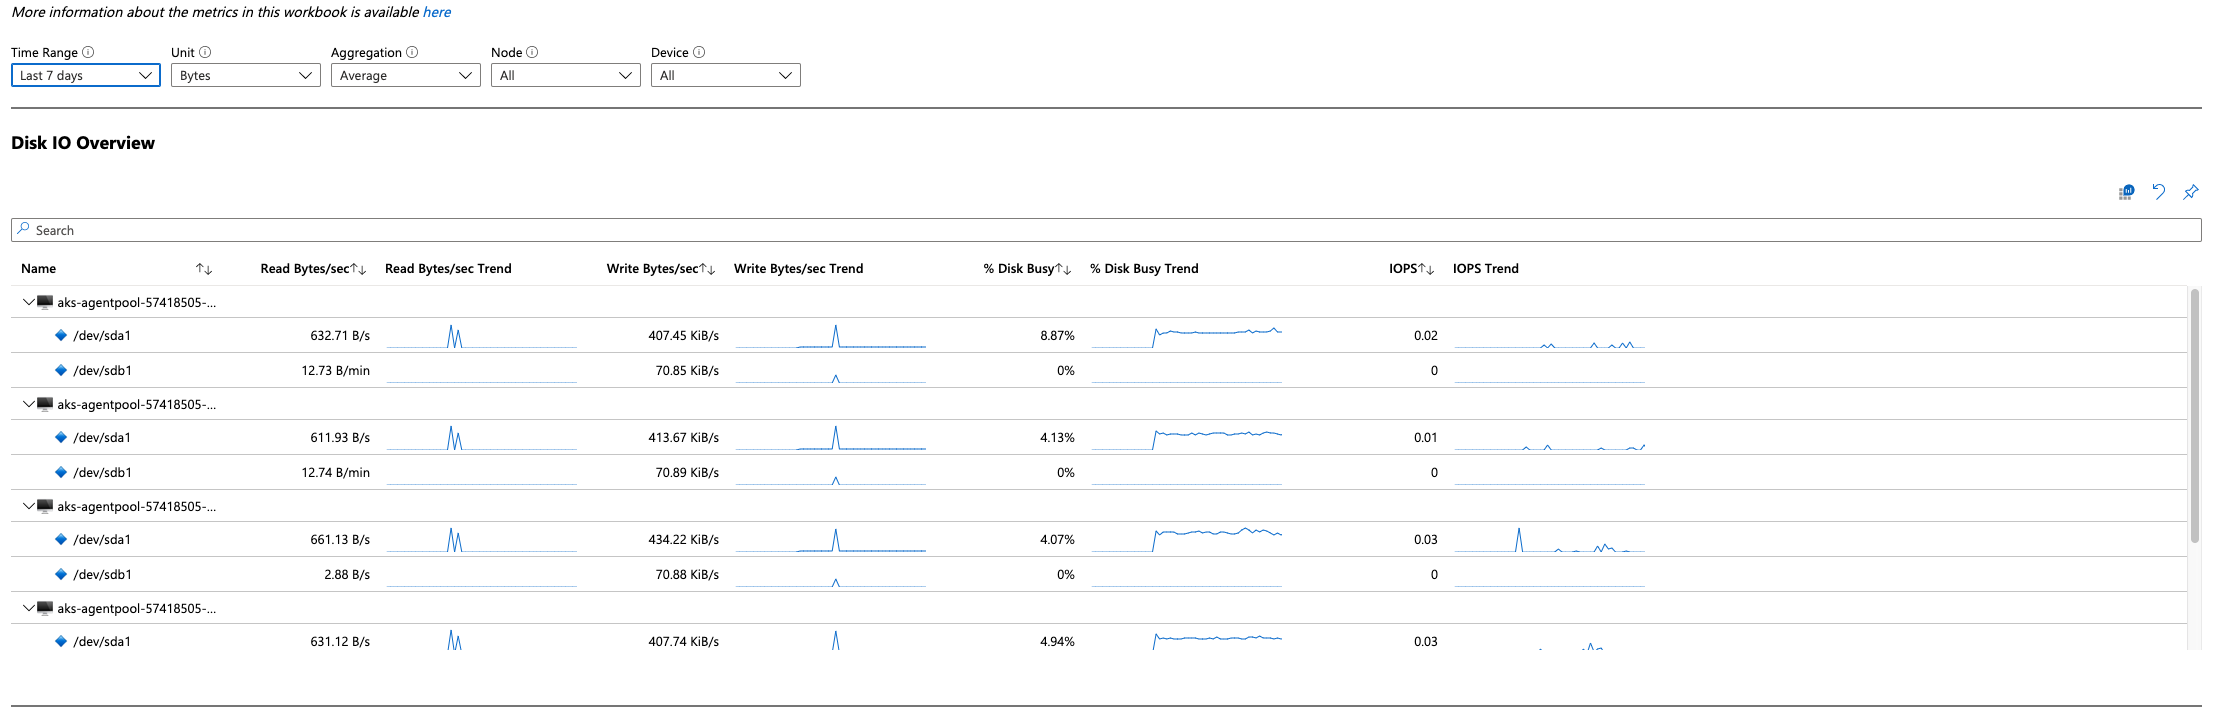 More information about the metrics in this workbook is available here
Time Range Unit Aggregation Node Device
Last 7 days Bytes Average All All
Disk IO Overview
Search
Name Read Bytes/sec Read Bytes/sec Trend Write Bytes/sec Write Bytes/sec Trend % Disk Busy % Disk Busy Trend IOPS IOPS Trend
aks-agentpool-57418505-...
/dev/sda1 632.71 B/s 407.45 KiB/s 8.87% 0.02
/dev/sdb1 12.73 B/min 70.85 KiB/s 0% 0
aks-agentpool-57418505-...
/dev/sda1 611.93 B/s 413.67 KiB/s 4.13% 0.01
/dev/sdb1 12.74 B/min 70.89 KiB/s 0% 0
aks-agentpool-57418505-...
/dev/sda1 661.13 B/s 434.22 KiB/s 4.07% 0.03
/dev/sdb1 2.88 B/s 70.88 KiB/s 0% 0
aks-agentpool-57418505-...
/dev/sda1 631.12 B/s 407.74 KiB/s 4.94% 0.03